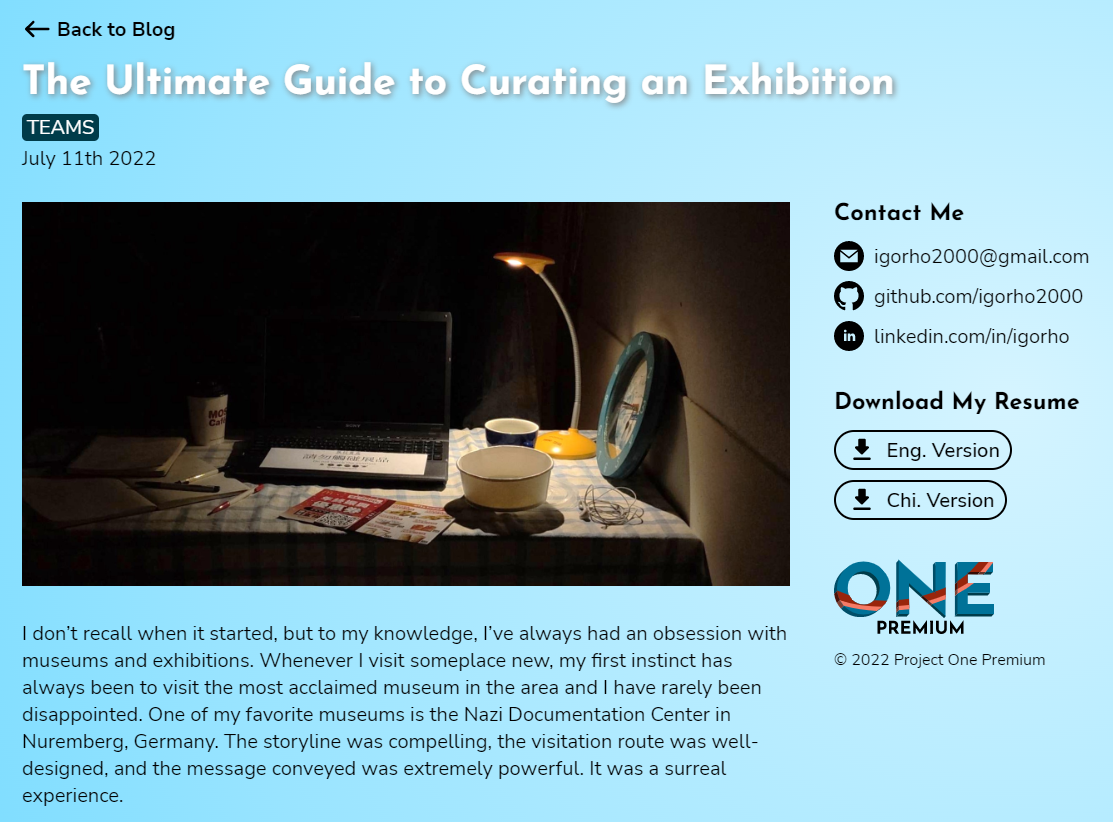 Back to Blog
The Ultimate Guide to Curating an Exhibition
TEAMS
July 11th 2022
SONY
I don’t recall when it started, but to my knowledge, I’ve always had an obsession with
museums and exhibitions. Whenever I visit someplace new, my first instinct has
always been to visit the most acclaimed museum in the area and I have rarely been
disappointed. One of my favorite museums is the Nazi Documentation Center in
Nuremberg, Germany. The storyline was compelling, the visitation route was well-
designed, and the message conveyed was extremely powerful. It was a surreal
experience.
Contact Me
igorho2000@gmail.com
github.com/igorho2000
in
linkedin.com/in/igorho
Download My Resume
Eng. Version
Chi. Version
ONE
PREMIUM
© 2022 Project One Premium